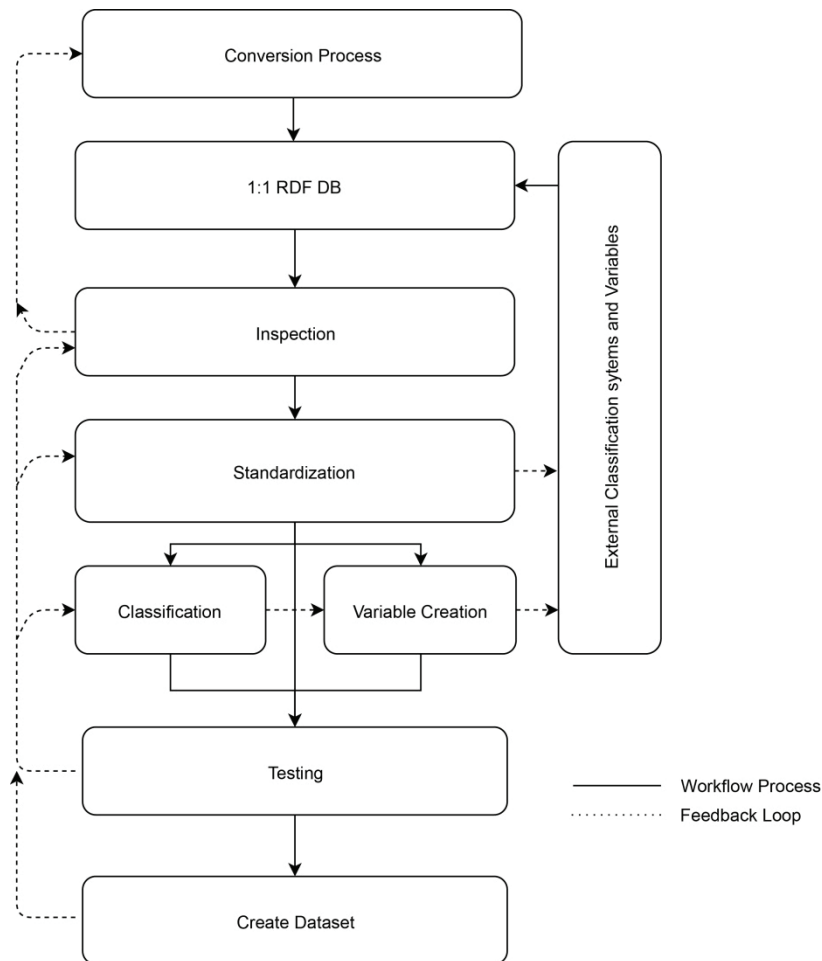 Conversion Process
1:1 RDF DB
External Classification sytems and Variables
Inspection
Standardization
Classification
Variable Creation
Testing
Workflow Process
Feedback Loop
Create Dataset